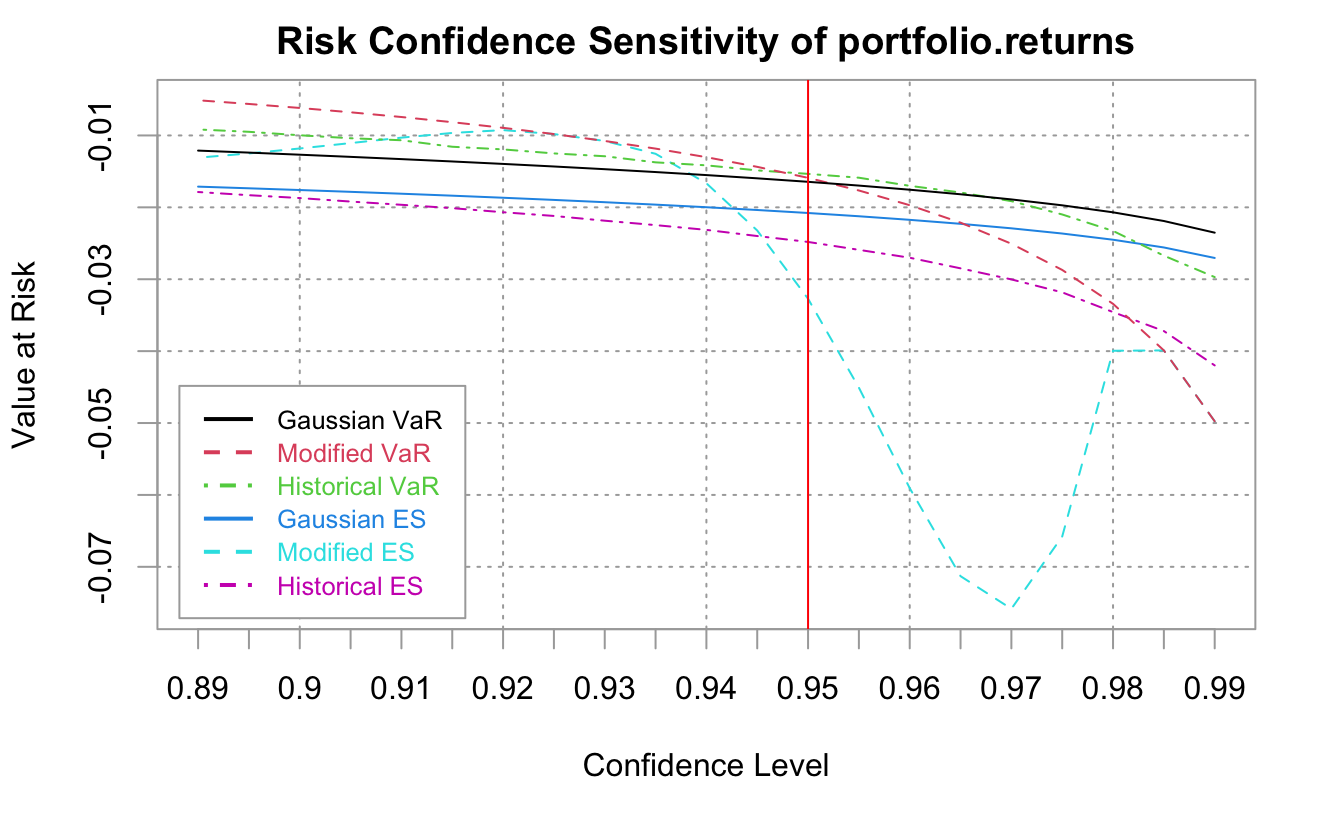 Risk Confidence Sensitivity of portfolio.returns
Value at Risk
-0.01
-0.03
-0.05
-0.07
Gaussian VaR
Modified VaR
Historical VaR
Gaussian ES
Modified ES
Historical ES
0.89 0.9 0.91 0.92 0.93 0.94 0.95 0.96 0.97 0.98 0.99
Confidence Level